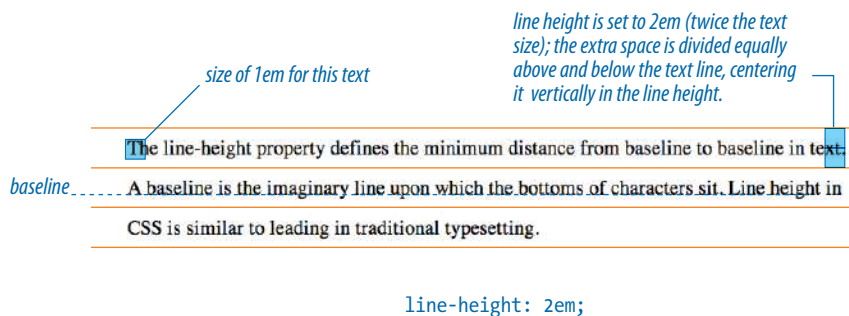 line height is set to 2em (twice the text
size); the extra space is divided equally
above and below the text line, centering
it vertically in the line height.
size of 1em for this text
The line-height property defines the minimum distance from baseline to baseline in text.
baseline
A baseline is the imaginary line upon which the bottoms of characters sit. Line height in
CSS is similar to leading in traditional typesetting.
line-height: 2em;